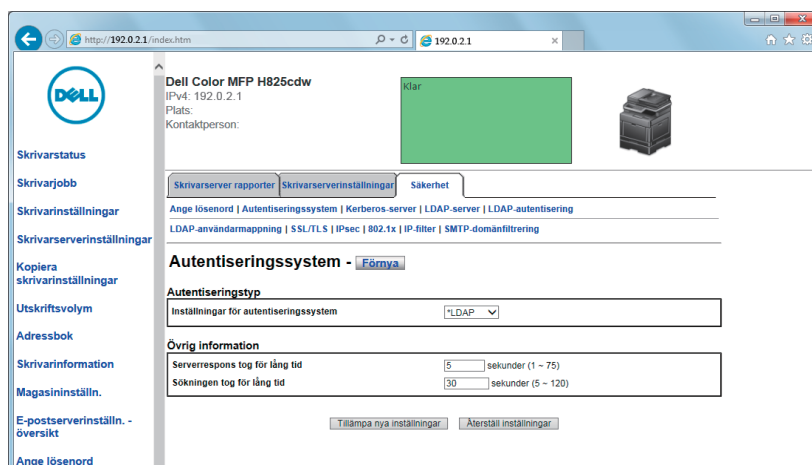 http://192.0.2.1/index.htm
192.0.2.1
DELL
Dell Color MFP H825cdw
IPv4: 192.0.2.1
Plats:
Kontaktperson:
Klar
Skrivarstatus
Skrivarjobb
Skrivarinställningar
Skrivarserverinställningar
Kopiera
skrivarinställningar
Utskriftsvolym
Adressbok
Skrivarinformation
Magasininställn.
E-postserverinställn. -
översikt
Ange lösenord
Skrivarserver rapporter
Skrivarserverinställningar
Säkerhet
Ange lösenord | Autentiseringssystem | Kerberos-server | LDAP-server | LDAP-autentisering
LDAP-användarmappning | SSL/TLS | IPsec | 802.1x | IP-filter | SMTP-domänfiltrering
Autentiseringssystem - Förnya
Autentiseringstyp
Inställningar för autentiseringssystem *LDAP
Övrig information
Serverrespons tog för lång tid 5 sekunder (1 ~ 75)
Sökningen tog för lång tid 30 sekunder (5 ~ 120)
Tillämpa nya inställningar Återställ inställningar